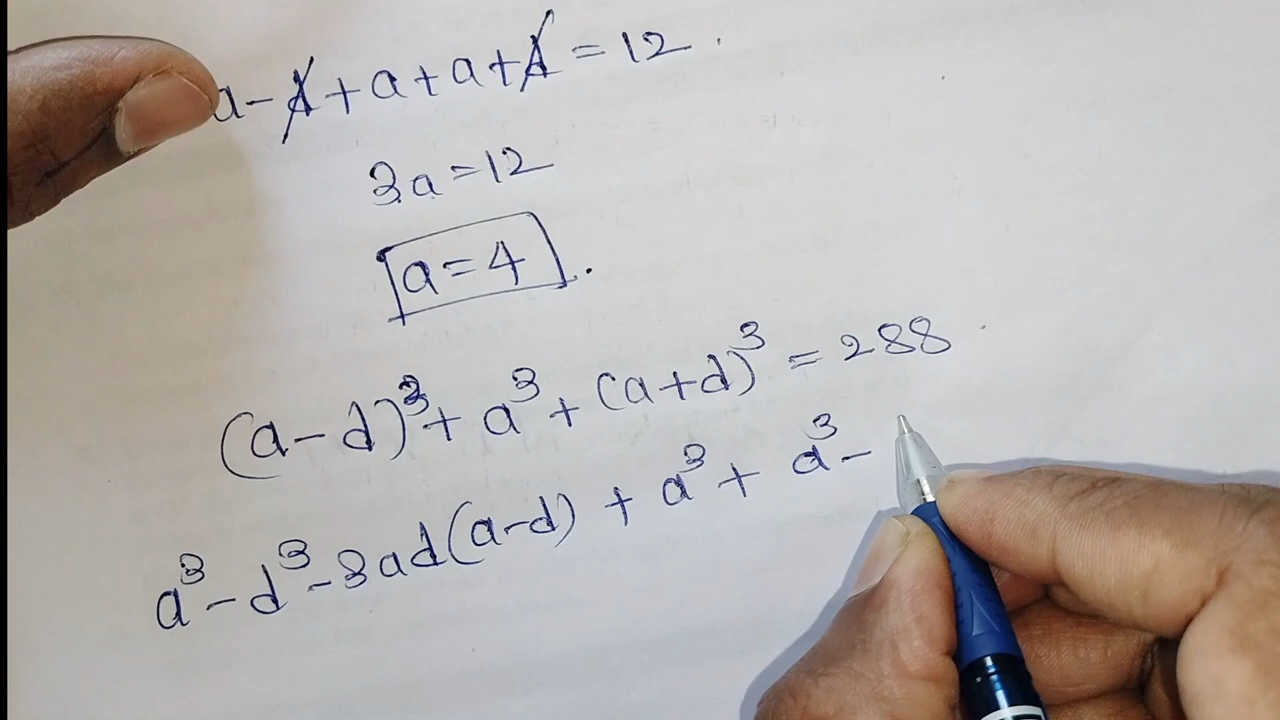 a-d+a+a+d=12.
3a=12
a=4.
(a-d)³+a³+(a+d)³=288
a³-d³-3ad(a-d)+a³+a³-